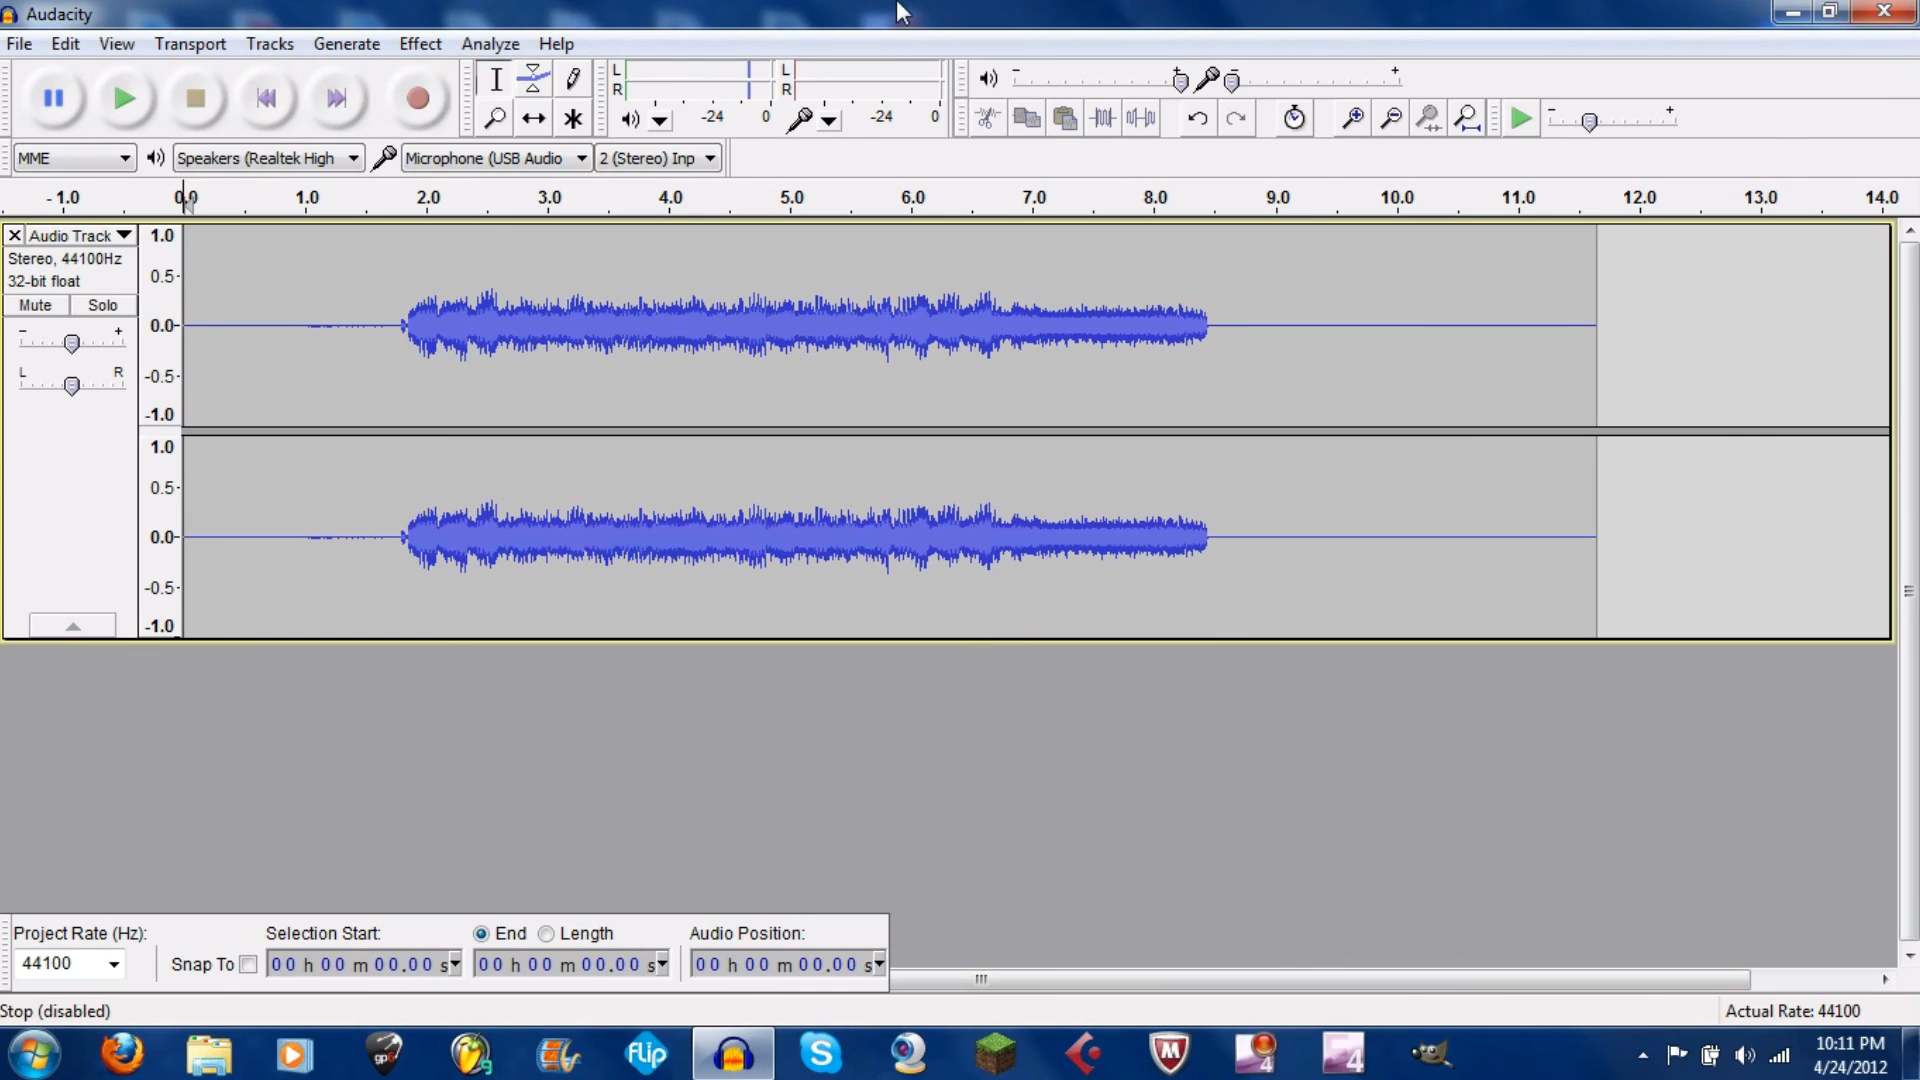 Audacity
File Edit View Transport Tracks Generate Effect Analyze Help
L L
R R
-24 0 -24 0
MME Speakers (Realtek High Microphone (USB Audio 2 (Stereo) Inp
- 1.0 0.0 1.0 2.0 3.0 4.0 5.0 6.0 7.0 8.0 9.0 10.0 11.0 12.0 13.0 14.0
X Audio Track 1.0
Stereo, 44100Hz
32-bit float 0.5
Mute Solo
- + 0.0
L R -0.5
-1.0
1.0
0.5
0.0
-0.5
-1.0
Project Rate (Hz): Selection Start: End Length Audio Position:
44100 Snap To 00 h 00 m 00.00 s 00 h 00 m 00.00 s 00 h 00 m 00.00 s
Stop (disabled) Actual Rate: 44100
gp6 FLIP S 4 4 10:11 PM
4/24/2012